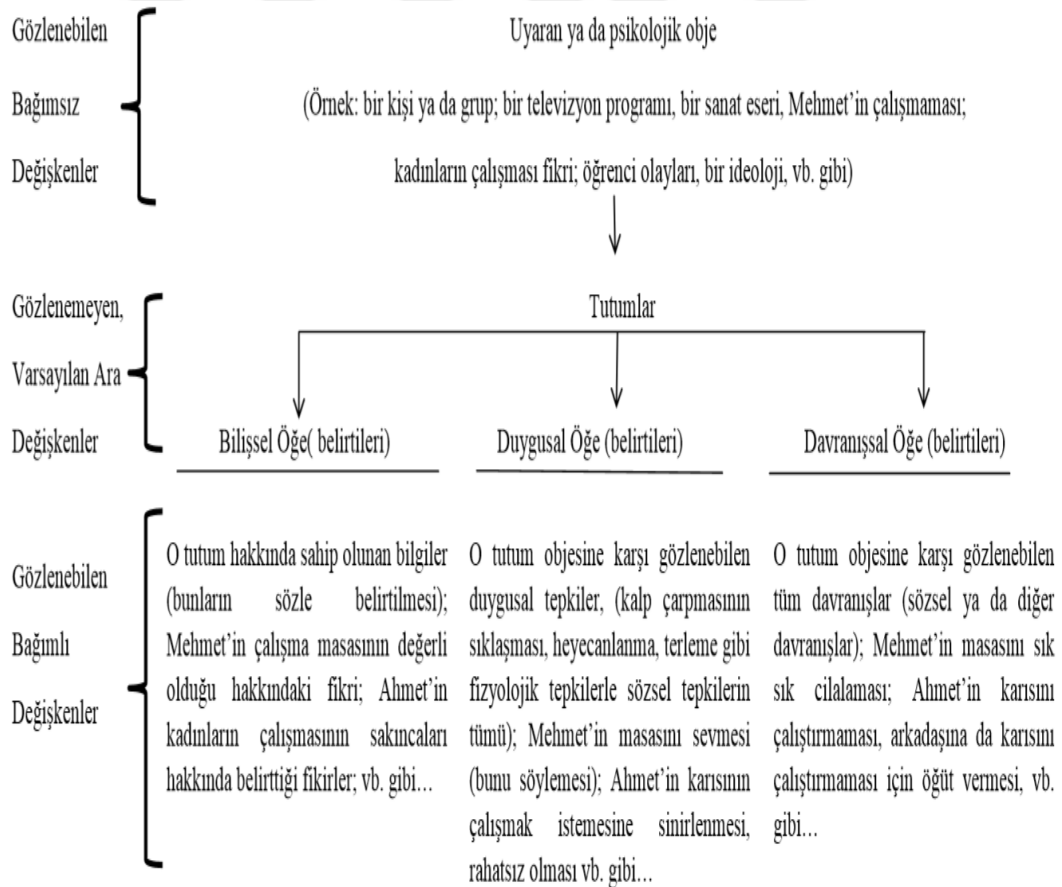 Gözlenebilen
Bağımsız
Değişkenler
Uyaran ya da psikolojik obje
(Örnek: bir kişi ya da grup; bir televizyon programı, bir sanat eseri, Mehmet’in çalışmaması;
kadınların çalışması fikri; öğrenci olayları, bir ideoloji, vb. gibi)
Gözlenemeyen,
Varsayılan Ara
Değişkenler
Tutumlar
Bilişsel Öğe( belirtileri)
Duygusal Öğe (belirtileri)
Davranışsal Öğe (belirtileri)
Gözlenebilen
Bağımlı
Değişkenler
O tutum hakkında sahip olunan bilgiler
(bunların sözle belirtilmesi);
Mehmet’in çalışma masasının değerli
olduğu hakkındaki fikri; Ahmet’in
kadınların çalışmasının sakıncaları
hakkında belirttiği fikirler; vb. gibi…
O tutum objesine karşı gözlenebilen
duygusal tepkiler, (kalp çarpmasının
sıklaşması, heyecanlanma, terleme gibi
fizyolojik tepkilerle sözsel tepkilerin
tümü); Mehmet’in masasını sevmesi
(bunu söylemesi); Ahmet’in karısının
çalışmak istemesine sinirlenmesi,
rahatsız olması vb. gibi…
O tutum objesine karşı gözlenebilen
tüm davranışlar (sözsel ya da diğer
davranışlar); Mehmet’in masasını sık
sık cilalaması; Ahmet’in karısını
çalıştırmaması, arkadaşına da karısını
çalıştırmaması için öğüt vermesi, vb.
gibi…